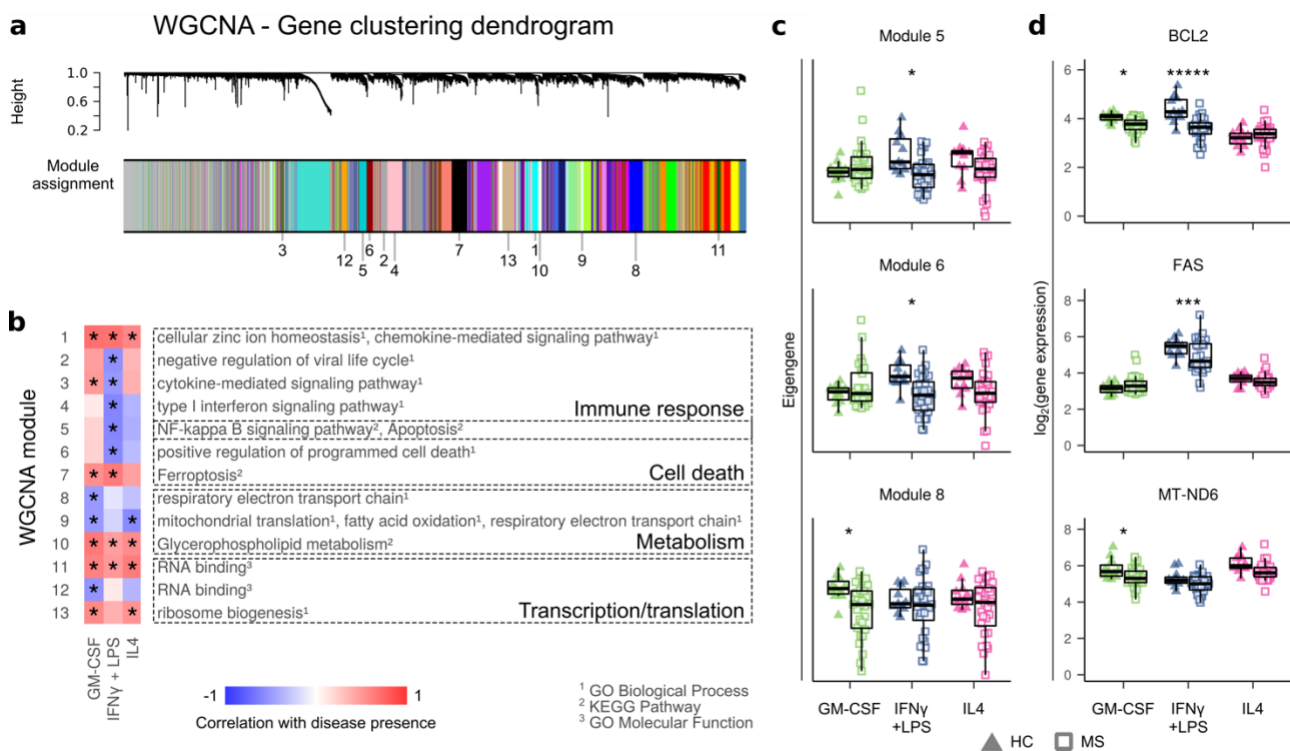 a
WGCNA - Gene clustering dendrogram
Height
1.0
0.6
0.2
Module
assignment
3
12
5
6
2
4
7
13
1
10
9
8
11
b
WGCNA module
1 * * * cellular zinc ion homeostasis¹, chemokine-mediated signaling pathway¹
2 * negative regulation of viral life cycle¹
3 * * cytokine-mediated signaling pathway¹
4 * type I interferon signaling pathway¹
Immune response
5 * NF-kappa B signaling pathway², Apoptosis²
6 * positive regulation of programmed cell death¹
7 * * Ferroptosis²
Cell death
8 * respiratory electron transport chain¹
9 * * mitochondrial translation¹, fatty acid oxidation¹, respiratory electron transport chain¹
10 * * * Glycerophospholipid metabolism²
Metabolism
11 * * * RNA binding³
12 * RNA binding³
13 * * ribosome biogenesis¹
Transcription/translation
GM-CSF
IFNγ + LPS
IL4
-1 1
Correlation with disease presence
¹ GO Biological Process
² KEGG Pathway
³ GO Molecular Function
c
Module 5
*
Module 6
*
Eigengene
Module 8
*
GM-CSF IFNγ IL4
+LPS
d
BCL2
* *****
6
4
2
0
FAS
***
8
6
4
2
0
log₂(gene expression)
MT-ND6
*
8
6
4
2
0
GM-CSF IFNγ IL4
+LPS
HC MS